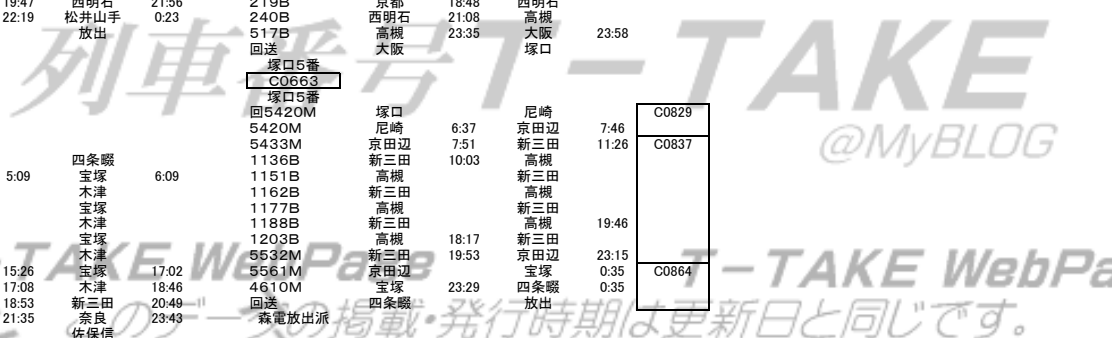 19:47 西明石 21:56 219B 京都 18:48 西明石
22:19 松井山手 0:23 240B 西明石 21:08 高槻
放出 517B 高槻 23:35 大阪 23:58
回送 大阪 塚口
塚口5番
C0663
塚口5番
回5420M 塚口 尼崎 C0829
5420M 尼崎 6:37 京田辺 7:46
5433M 京田辺 7:51 新三田 11:26 C0837
四条畷 1136B 新三田 10:03 高槻
5:09 宝塚 6:09 1151B 高槻 新三田
木津 1162B 新三田 高槻
宝塚 1177B 高槻 新三田
木津 1188B 新三田 高槻 19:46
宝塚 1203B 高槻 18:17 新三田
木津 5532M 新三田 19:53 京田辺 23:15
15:26 宝塚 17:02 5561M 京田辺 宝塚 0:35 C0864
17:08 木津 18:46 4610M 宝塚 23:29 四条畷 0:35
18:53 新三田 20:49 回送 四条畷 放出
21:35 奈良 23:43 森電放出派
佐保信
列車番号T-TAKE
@MyBLOG
T-TAKE WebPage T-TAKE WebPa
このデータの掲載・発行時期は更新日と同じです。